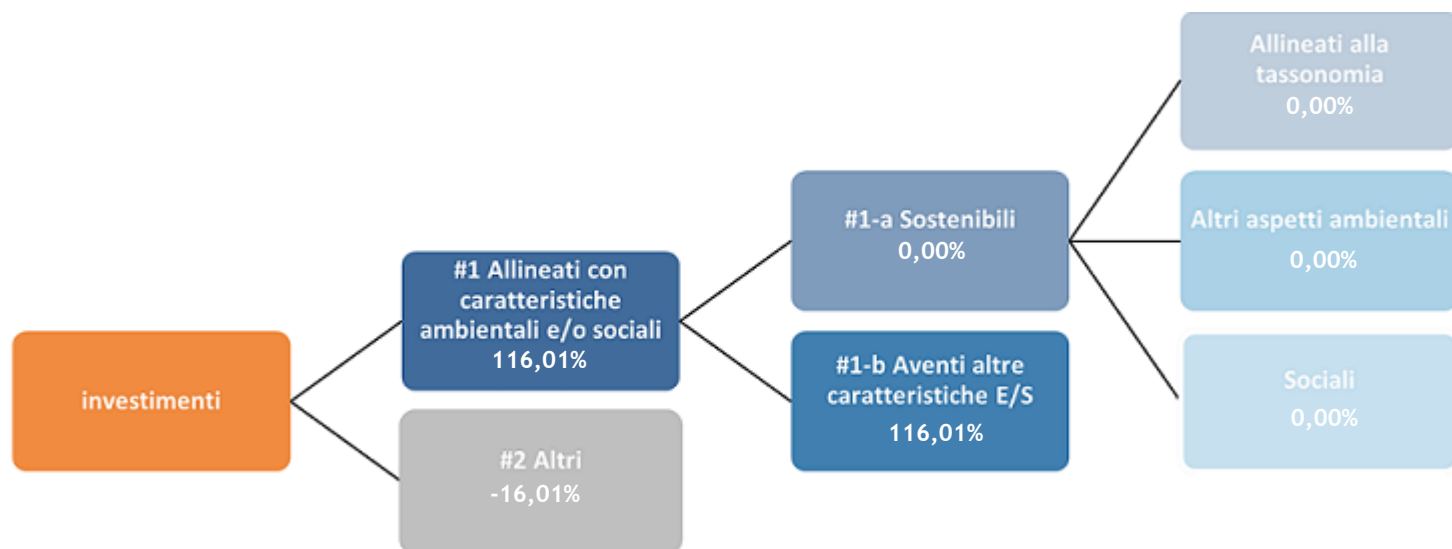 investimenti
#1 Allineati con
caratteristiche
ambientali e/o sociali
116,01%
#2 Altri
-16,01%
#1-a Sostenibili
0,00%
#1-b Aventi altre
caratteristiche E/S
116,01%
Allineati alla
tassonomia
0,00%
Altri aspetti ambientali
0,00%
Sociali
0,00%